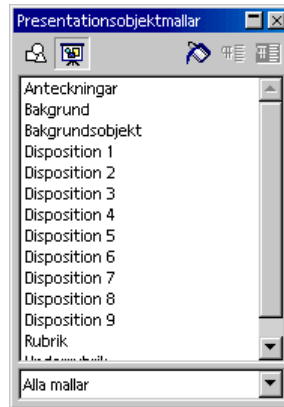 Presentationsobjektmallar
Anteckningar
Bakgrund
Bakgrundsobjekt
Disposition 1
Disposition 2
Disposition 3
Disposition 4
Disposition 5
Disposition 6
Disposition 7
Disposition 8
Disposition 9
Rubrik
Alla mallar